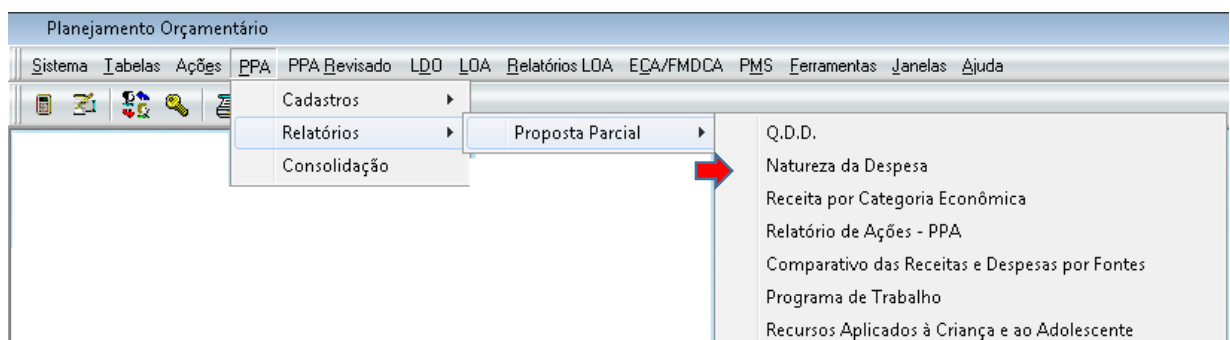 Planejamento Orçamentário
Sistema Tabelas Ações PPA PPA Revisado LDO LOA Relatórios LOA ECA/FMDCA PMS Ferramentas Janelas Ajuda
Cadastros
Relatórios
Consolidação
Proposta Parcial
Q.D.D.
Natureza da Despesa
Receita por Categoria Econômica
Relatório de Ações - PPA
Comparativo das Receitas e Despesas por Fontes
Programa de Trabalho
Recursos Aplicados à Criança e ao Adolescente